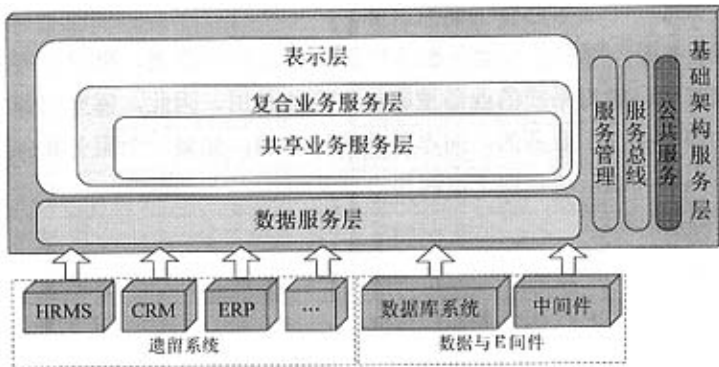 表示层
复合业务服务层
共享业务服务层
数据服务层
服务管理
服务总线
公共服务
基础架构服务层
HRMS
CRM
ERP
...
数据库系统
中间件
遗留系统
数据与E间件